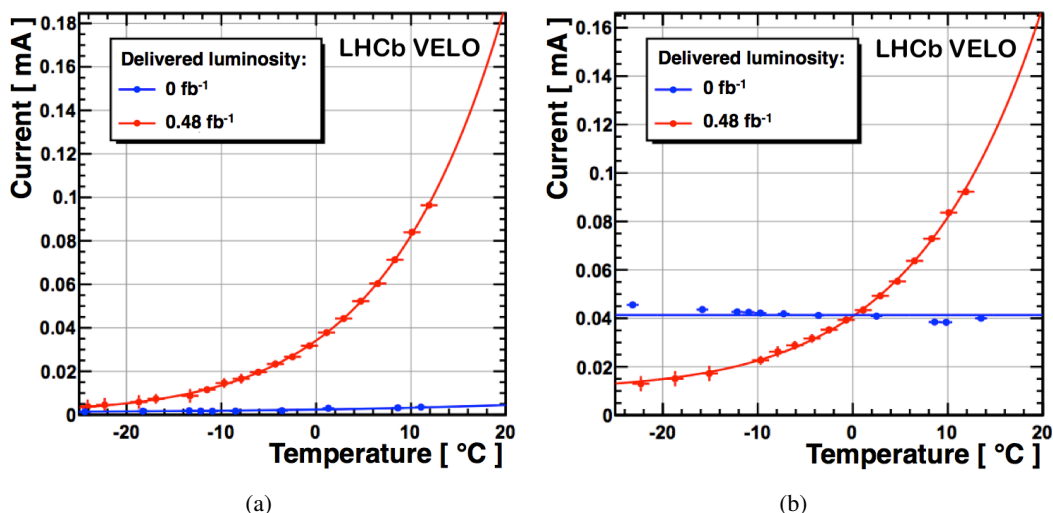 0.18
0.16
0.14
0.12
0.1
0.08
0.06
0.04
0.02
0
Current [ mA ]
LHCb VELO
Delivered luminosity:
0 fb⁻¹
0.48 fb⁻¹
-20
-10
0
10
20
Temperature [ °C ]
(a)
0.16
0.14
0.12
0.1
0.08
0.06
0.04
0.02
0
Current [ mA ]
LHCb VELO
Delivered luminosity:
0 fb⁻¹
0.48 fb⁻¹
-20
-10
0
10
20
Temperature [ °C ]
(b)